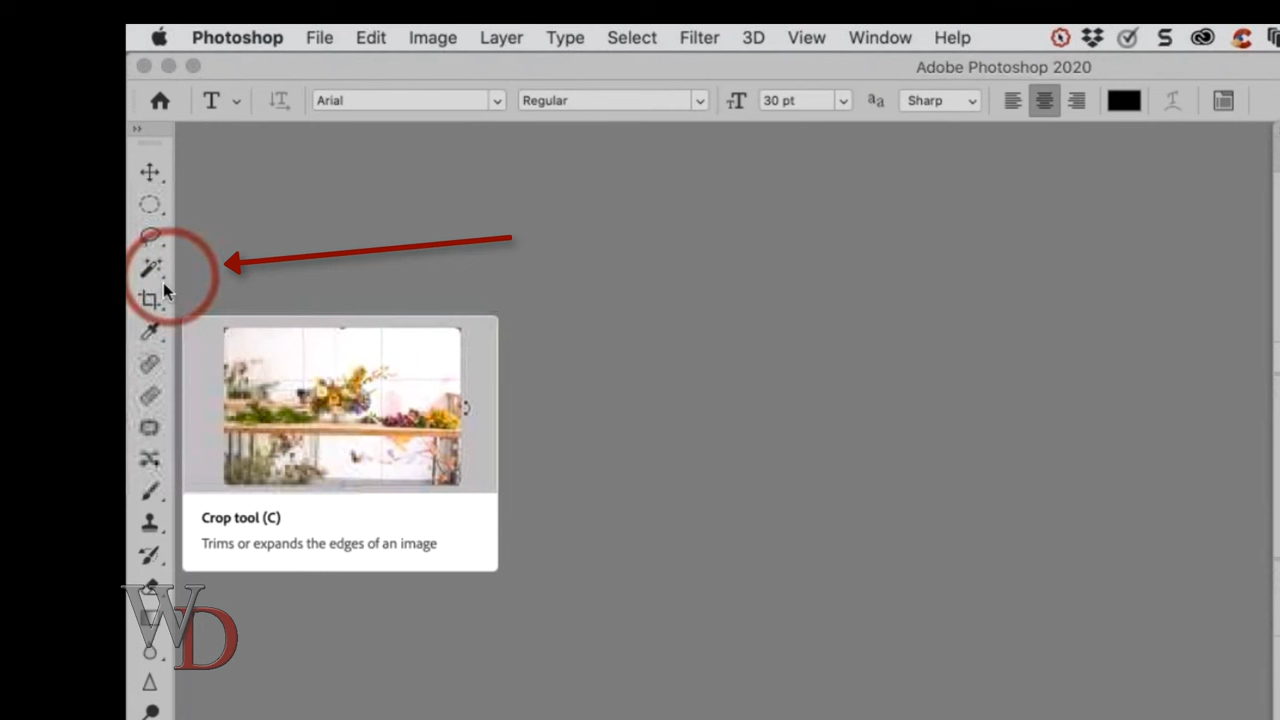 Photoshop File Edit Image Layer Type Select Filter 3D View Window Help
Adobe Photoshop 2020
T Arial Regular 30 pt Sharp
Crop tool (C)
Trims or expands the edges of an image
WD